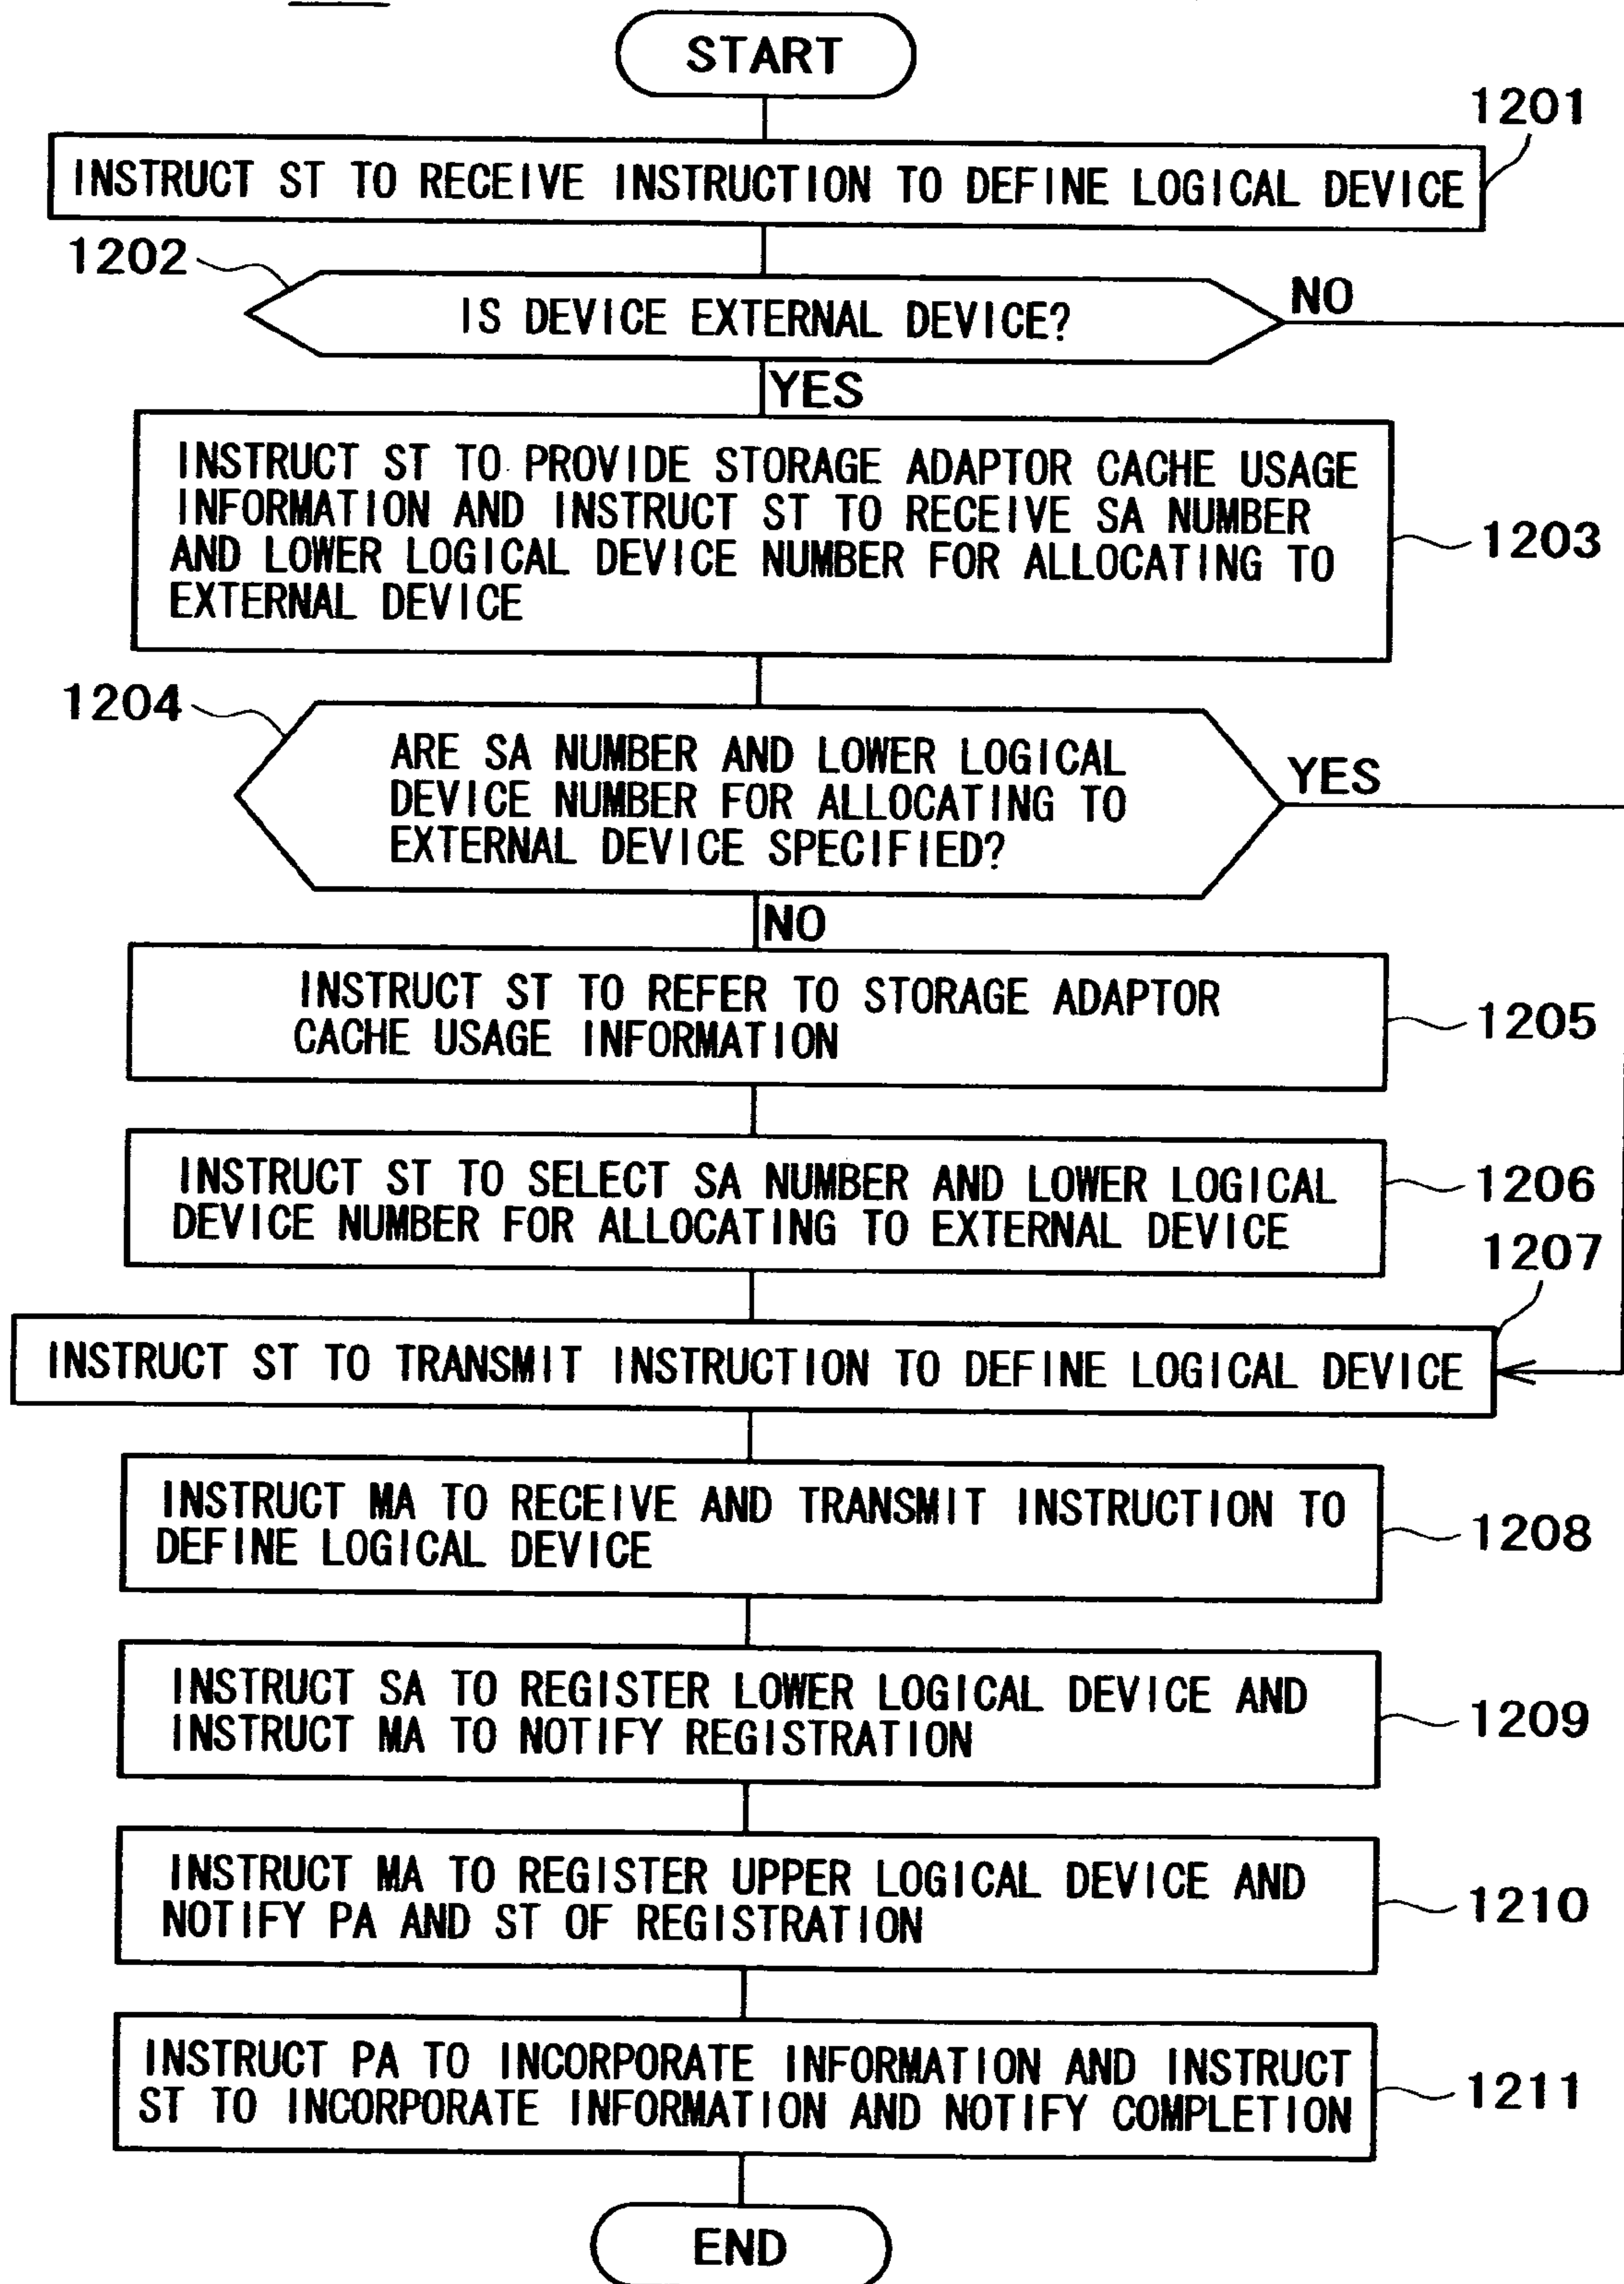 START
1201
INSTRUCT ST TO RECEIVE INSTRUCTION TO DEFINE LOGICAL DEVICE
1202
IS DEVICE EXTERNAL DEVICE?
NO
YES
INSTRUCT ST TO PROVIDE STORAGE ADAPTOR CACHE USAGE
INFORMATION AND INSTRUCT ST TO RECEIVE SA NUMBER
AND LOWER LOGICAL DEVICE NUMBER FOR ALLOCATING TO
EXTERNAL DEVICE
1203
1204
ARE SA NUMBER AND LOWER LOGICAL
DEVICE NUMBER FOR ALLOCATING TO
EXTERNAL DEVICE SPECIFIED?
YES
NO
INSTRUCT ST TO REFER TO STORAGE ADAPTOR
CACHE USAGE INFORMATION
1205
INSTRUCT ST TO SELECT SA NUMBER AND LOWER LOGICAL
DEVICE NUMBER FOR ALLOCATING TO EXTERNAL DEVICE
1206
1207
INSTRUCT ST TO TRANSMIT INSTRUCTION TO DEFINE LOGICAL DEVICE
INSTRUCT MA TO RECEIVE AND TRANSMIT INSTRUCTION TO
DEFINE LOGICAL DEVICE
1208
INSTRUCT SA TO REGISTER LOWER LOGICAL DEVICE AND
INSTRUCT MA TO NOTIFY REGISTRATION
1209
INSTRUCT MA TO REGISTER UPPER LOGICAL DEVICE AND
NOTIFY PA AND ST OF REGISTRATION
1210
INSTRUCT PA TO INCORPORATE INFORMATION AND INSTRUCT
ST TO INCORPORATE INFORMATION AND NOTIFY COMPLETION
1211
END